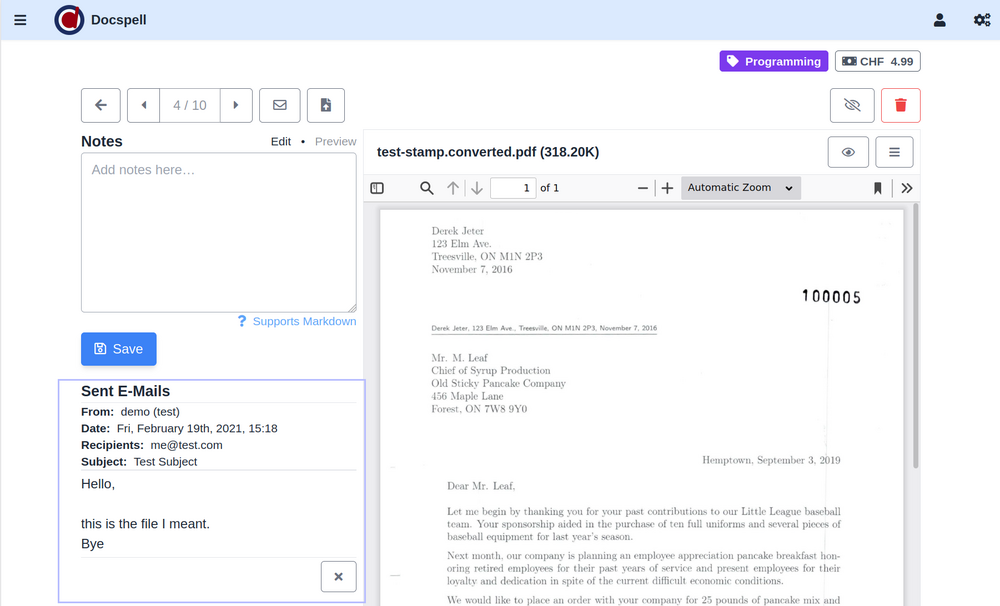 Docspell
Programming
CHF 4.99
4 / 10
Notes
Edit • Preview
Add notes here…
? Supports Markdown
Save
Sent E-Mails
From: demo (test)
Date: Fri, February 19th, 2021, 15:18
Recipients: me@test.com
Subject: Test Subject
Hello,
this is the file I meant.
Bye
test-stamp.converted.pdf (318.20K)
1 of 1
Automatic Zoom
Derek Jeter
123 Elm Ave.
Treesville, ON M1N 2P3
November 7, 2016
100005
Derek Jeter, 123 Elm Ave., Treesville, ON M1N 2P3, November 7, 2016
Mr. M. Leaf
Chief of Syrup Production
Old Sticky Pancake Company
456 Maple Lane
Forest, ON 7W8 9Y0
Hemptown, September 3, 2019
Dear Mr. Leaf,
Let me begin by thanking you for your past contributions to our Little League baseball
team. Your sponsorship aided in the purchase of ten full uniforms and several pieces of
baseball equipment for last year's season.
Next month, our company is planning an employee appreciation pancake breakfast hon-
oring retired employees for their past years of service and present employees for their
loyalty and dedication in spite of the current difficult economic conditions.
We would like to place an order with your company for 25 pounds of pancake mix and